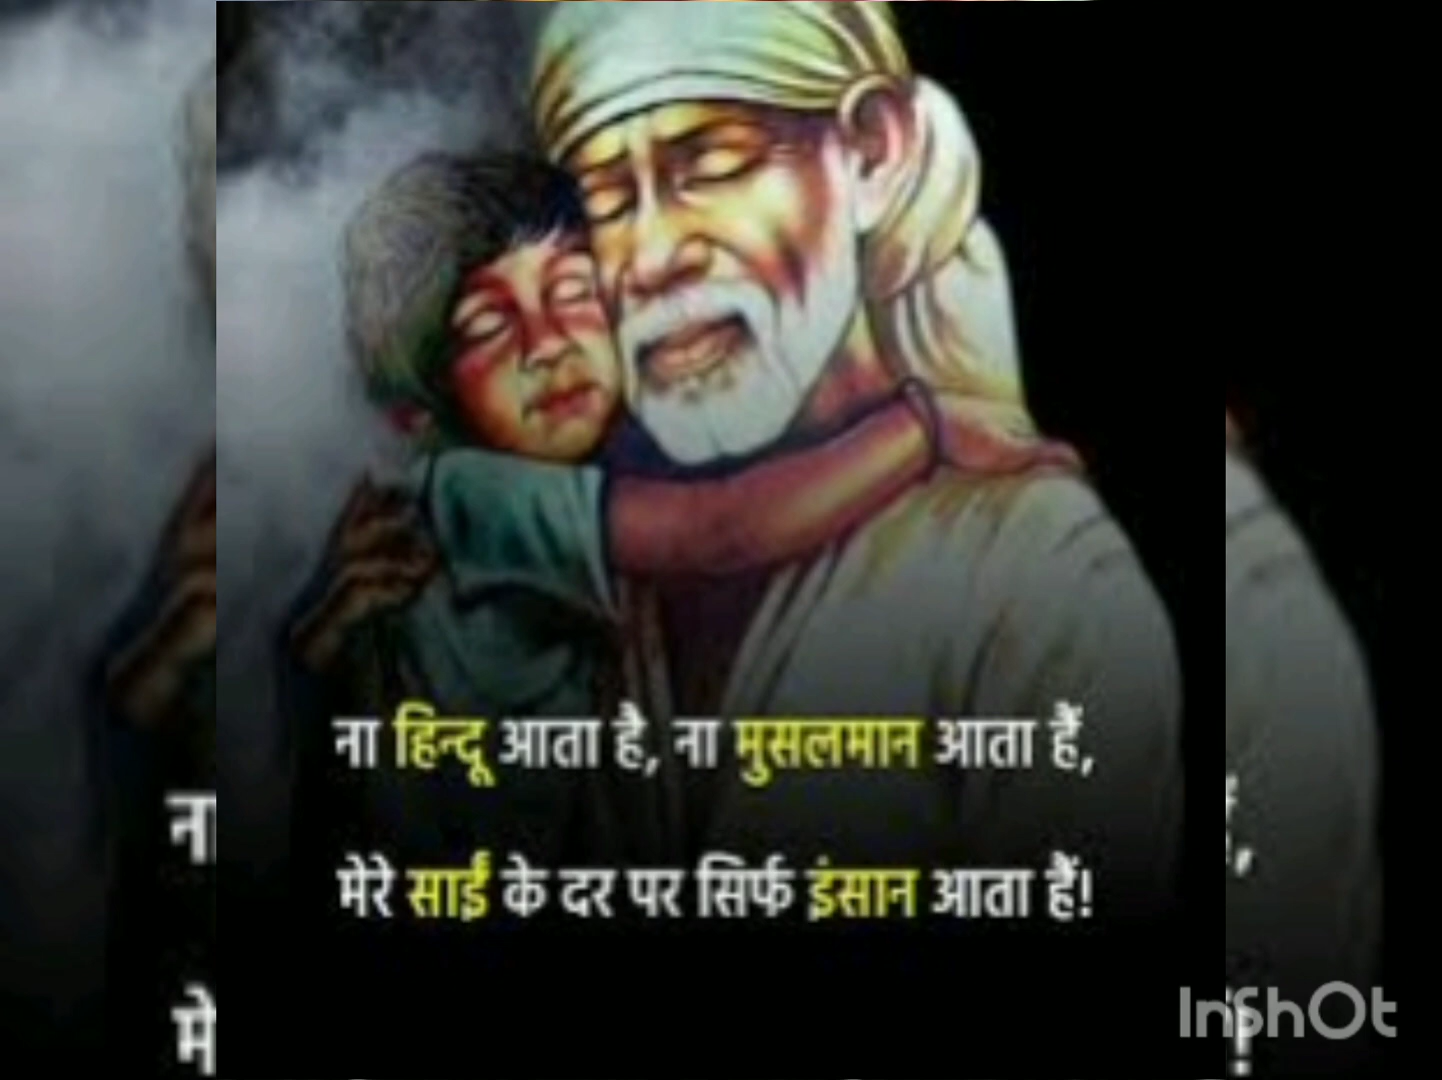 ना हिन्दू आता है, ना मुसलमान आता हैं,
मेरे साईं के दर पर सिर्फ इंसान आता हैं!
InShOt